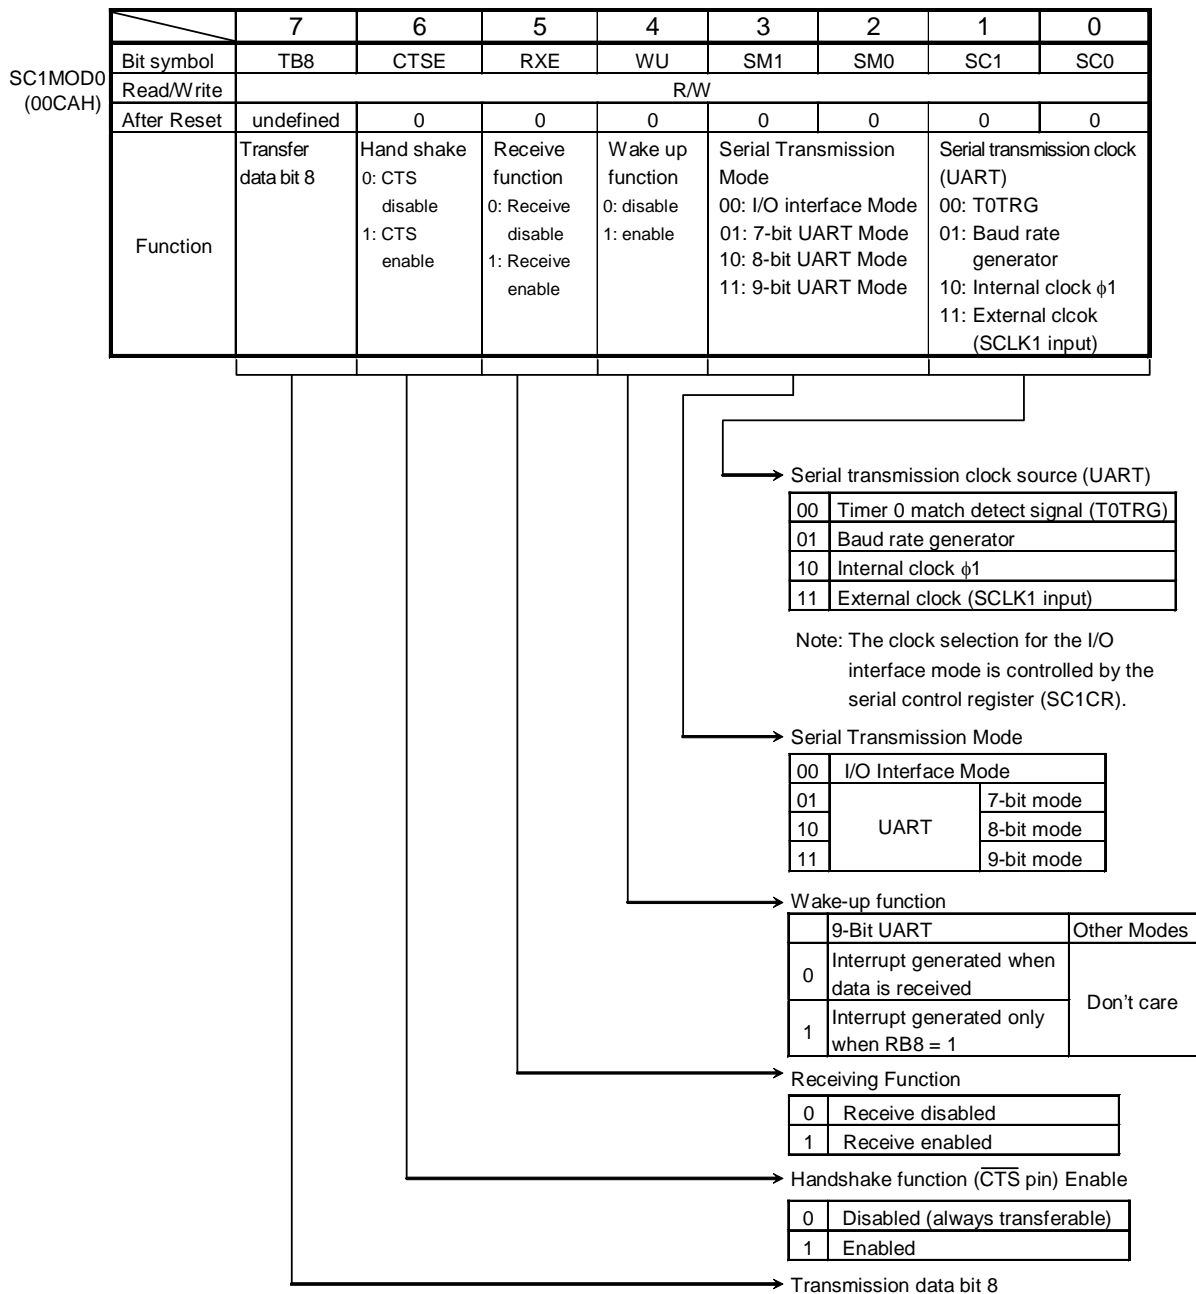 7 6 5 4 3 2 1 0
SC1MOD0
(00CAH)
Bit symbol TB8 CTSE RXE WU SM1 SM0 SC1 SC0
Read/Write R/W
After Reset undefined 0 0 0 0 0 0 0
Function
Transfer
data bit 8
Hand shake
0: CTS
disable
1: CTS
enable
Receive
function
0: Receive
disable
1: Receive
enable
Wake up
function
0: disable
1: enable
Serial Transmission
Mode
00: I/O interface Mode
01: 7-bit UART Mode
10: 8-bit UART Mode
11: 9-bit UART Mode
Serial transmission clock
(UART)
00: T0TRG
01: Baud rate
generator
10: Internal clock ϕ1
11: External clcok
(SCLK1 input)
Serial transmission clock source (UART)
00 Timer 0 match detect signal (T0TRG)
01 Baud rate generator
10 Internal clock ϕ1
11 External clock (SCLK1 input)
Note: The clock selection for the I/O
interface mode is controlled by the
serial control register (SC1CR).
Serial Transmission Mode
00 I/O Interface Mode
01 7-bit mode
10 UART 8-bit mode
11 9-bit mode
Wake-up function
9-Bit UART Other Modes
0 Interrupt generated when
data is received
Don't care
1 Interrupt generated only
when RB8 = 1
Receiving Function
0 Receive disabled
1 Receive enabled
Handshake function (C̅T̅S̅ pin) Enable
0 Disabled (always transferable)
1 Enabled
Transmission data bit 8